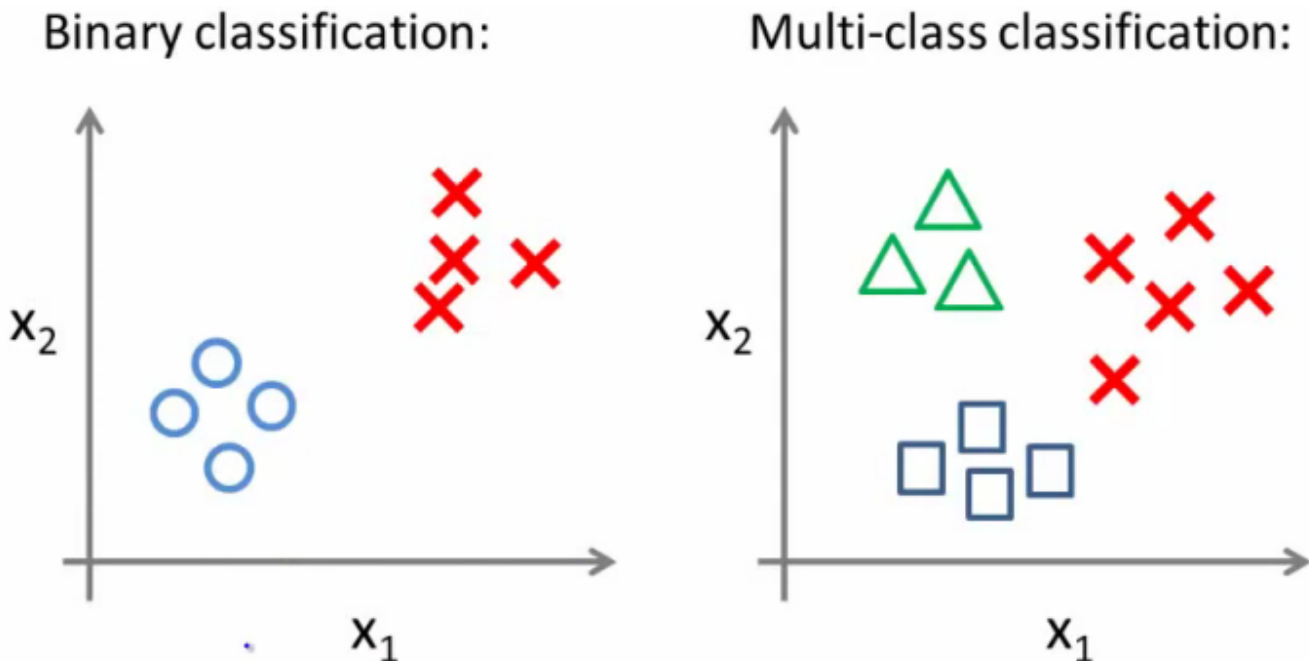 Binary classification:
x₂
x₁
Multi-class classification:
x₂
x₁